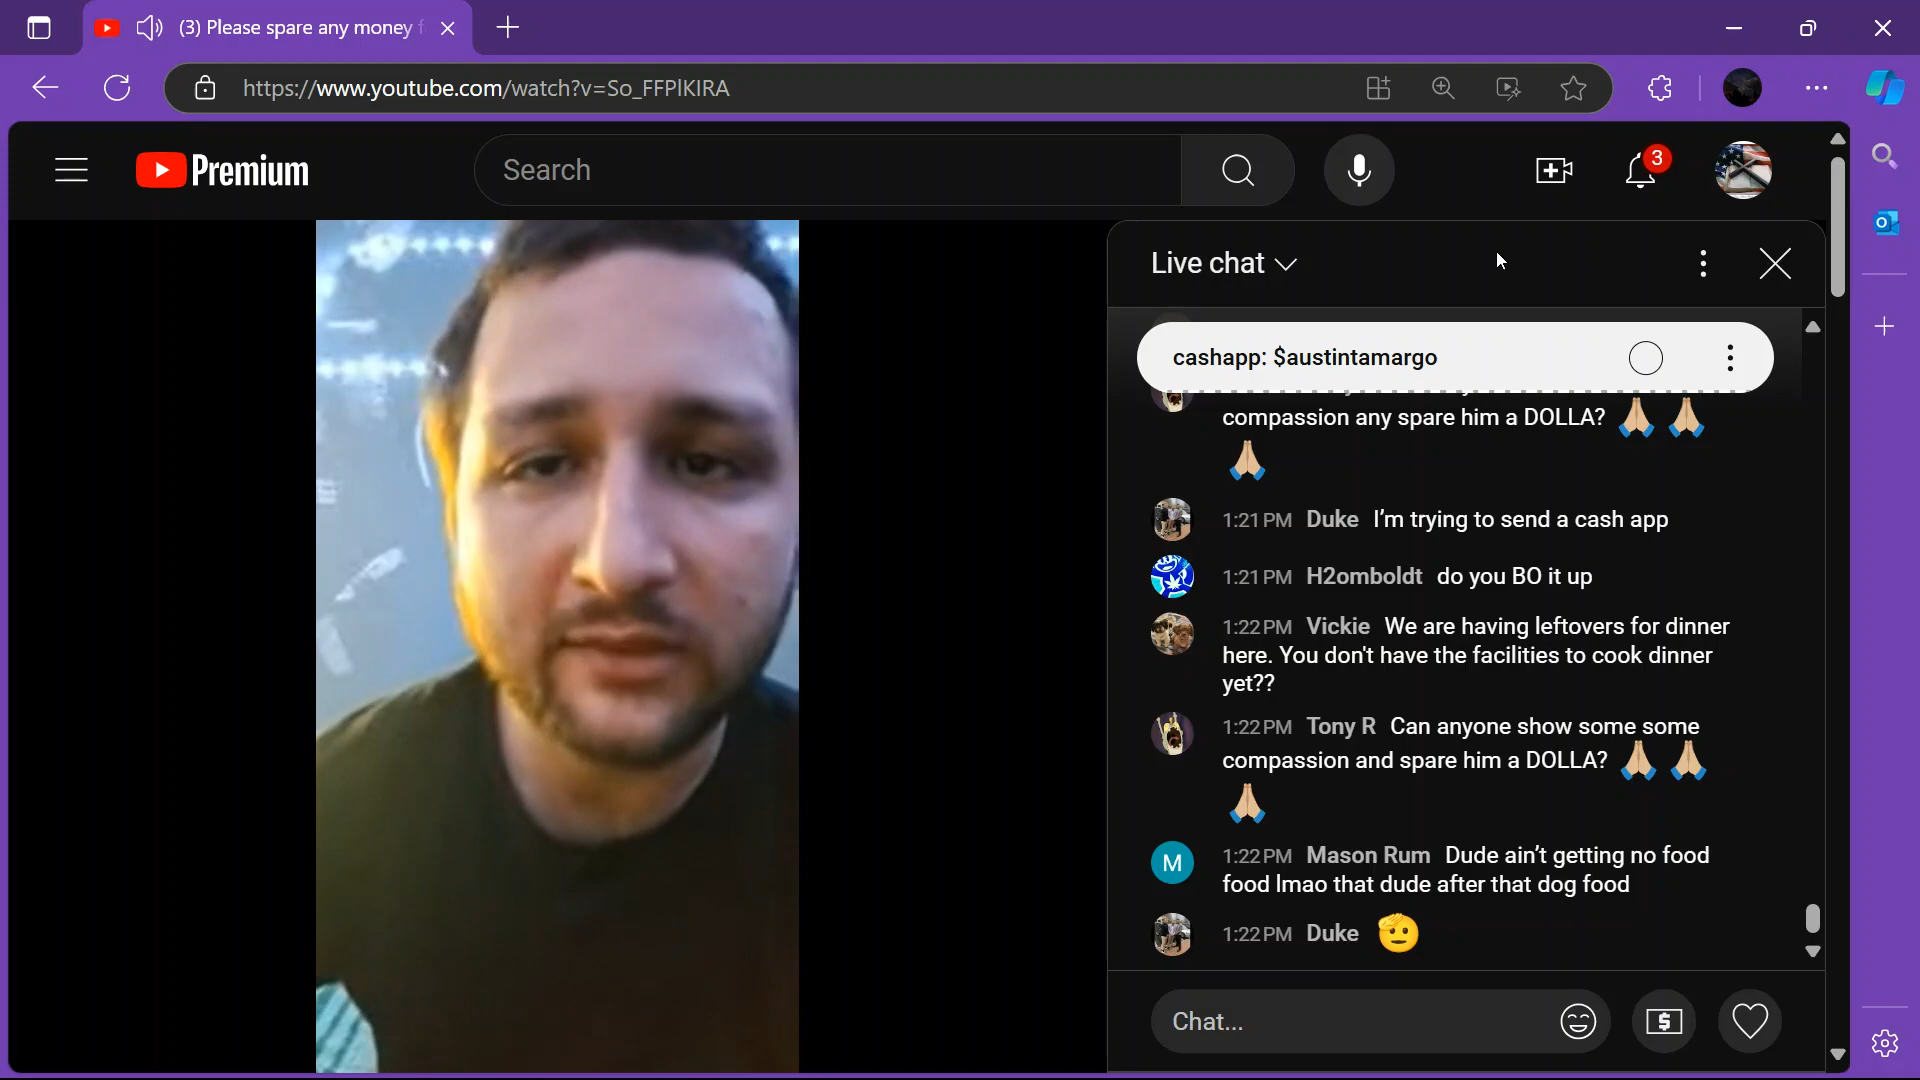 (3) Please spare any money
https://www.youtube.com/watch?v=So_FFPlKIRA
Premium
Search
3
Live chat
cashapp: $austintamargo
compassion any spare him a DOLLA? 🙏🏼 🙏🏼
🙏🏼
1:21 PM Duke I’m trying to send a cash app
1:21 PM H2omboldt do you BO it up
1:22 PM Vickie We are having leftovers for dinner
here. You don't have the facilities to cook dinner
yet??
1:22 PM Tony R Can anyone show some some
compassion and spare him a DOLLA? 🙏🏼 🙏🏼
🙏🏼
M
1:22 PM Mason Rum Dude ain’t getting no food
food lmao that dude after that dog food
1:22 PM Duke 🫡
Chat...